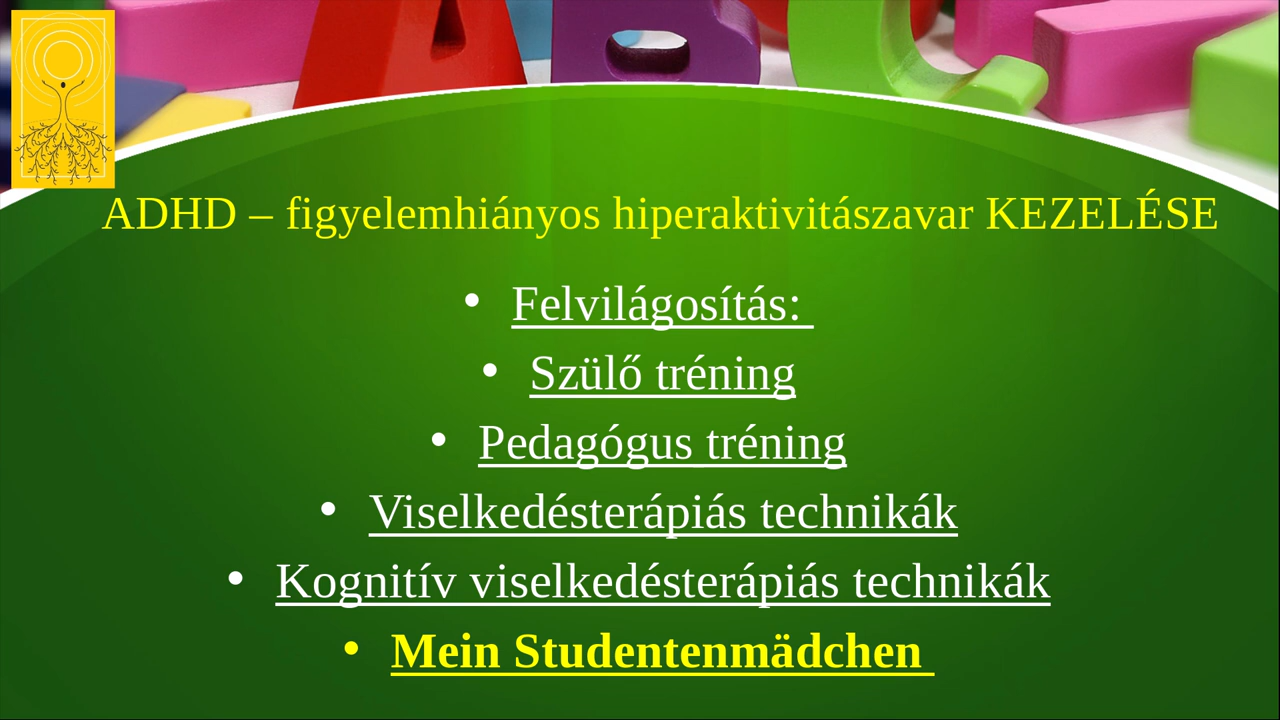 ADHD – figyelemhiányos hiperaktivitászavar KEZELÉSE
• Felvilágosítás:
• Szülő tréning
• Pedagógus tréning
• Viselkedésterápiás technikák
• Kognitív viselkedésterápiás technikák
• Mein Studentenmädchen